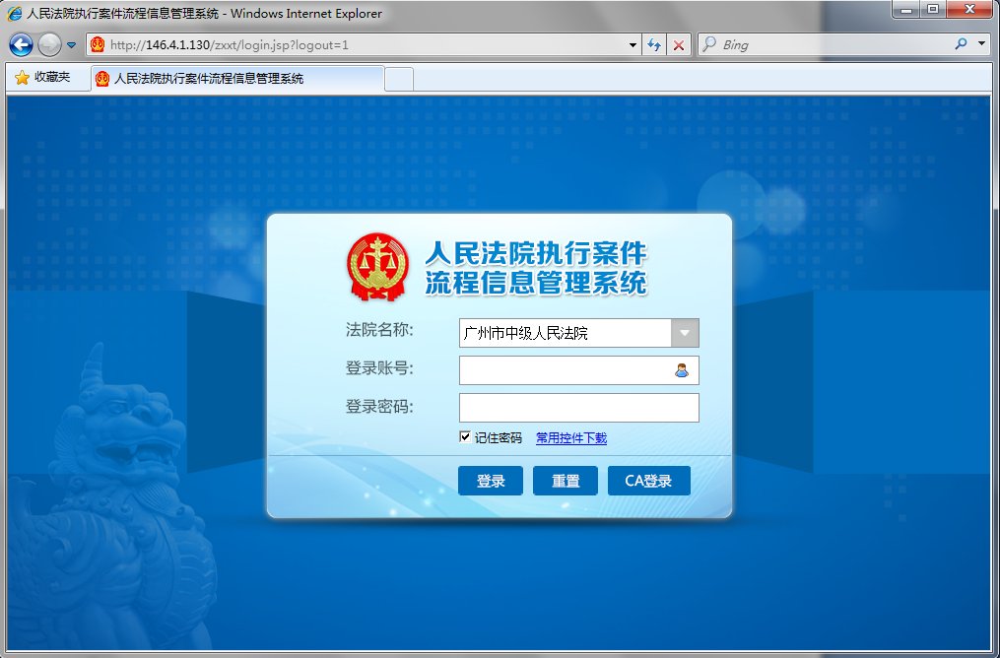 人民法院执行案件流程信息管理系统 - Windows Internet Explorer
http://146.4.1.130/zxxt/login.jsp?logout=1
Bing
收藏夹
人民法院执行案件流程信息管理系统
人民法院执行案件
流程信息管理系统
法院名称:
广州市中级人民法院
登录账号:
登录密码:
记住密码 常用控件下载
登录 重置 CA登录